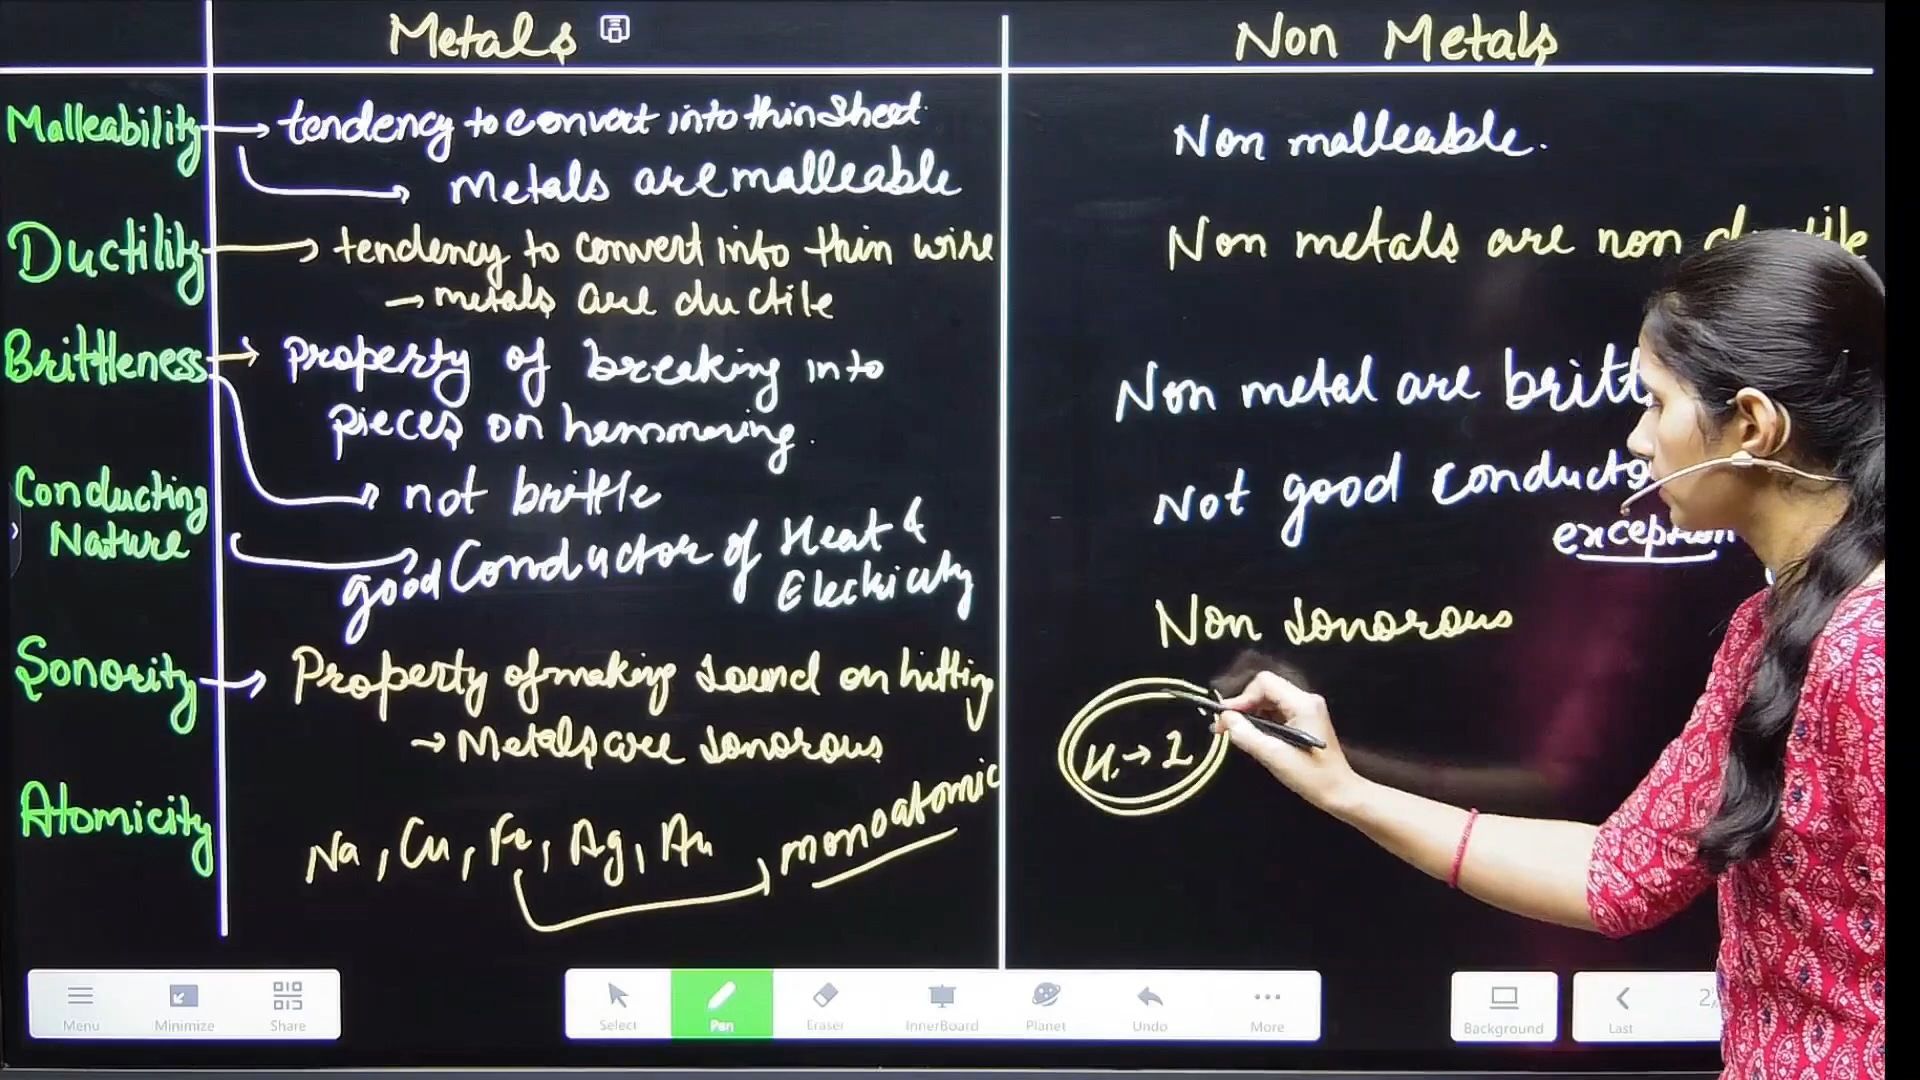 Metals
Non Metals
Malleability → tendency to convert into thin sheet.
Metals are malleable
Non malleable.
Ductility → tendency to convert into thin wire
→ metals are ductile
Non metals are non ductile
Brittleness → Property of breaking into
pieces on hammering.
→ not brittle
Non metal are britt
Conducting
Nature
good Conductor of Heat &
Electricity
Not good conducto
exception
Sonority → Property of making sound on hitting
→ Metals are sonorous
Non sonorous
Atomicity
Na, Cu, Fe, Ag, Au → monoatomic
Menu
Minimize
Share
Select
Pen
Eraser
InnerBoard
Planet
Undo
More
Background
Last